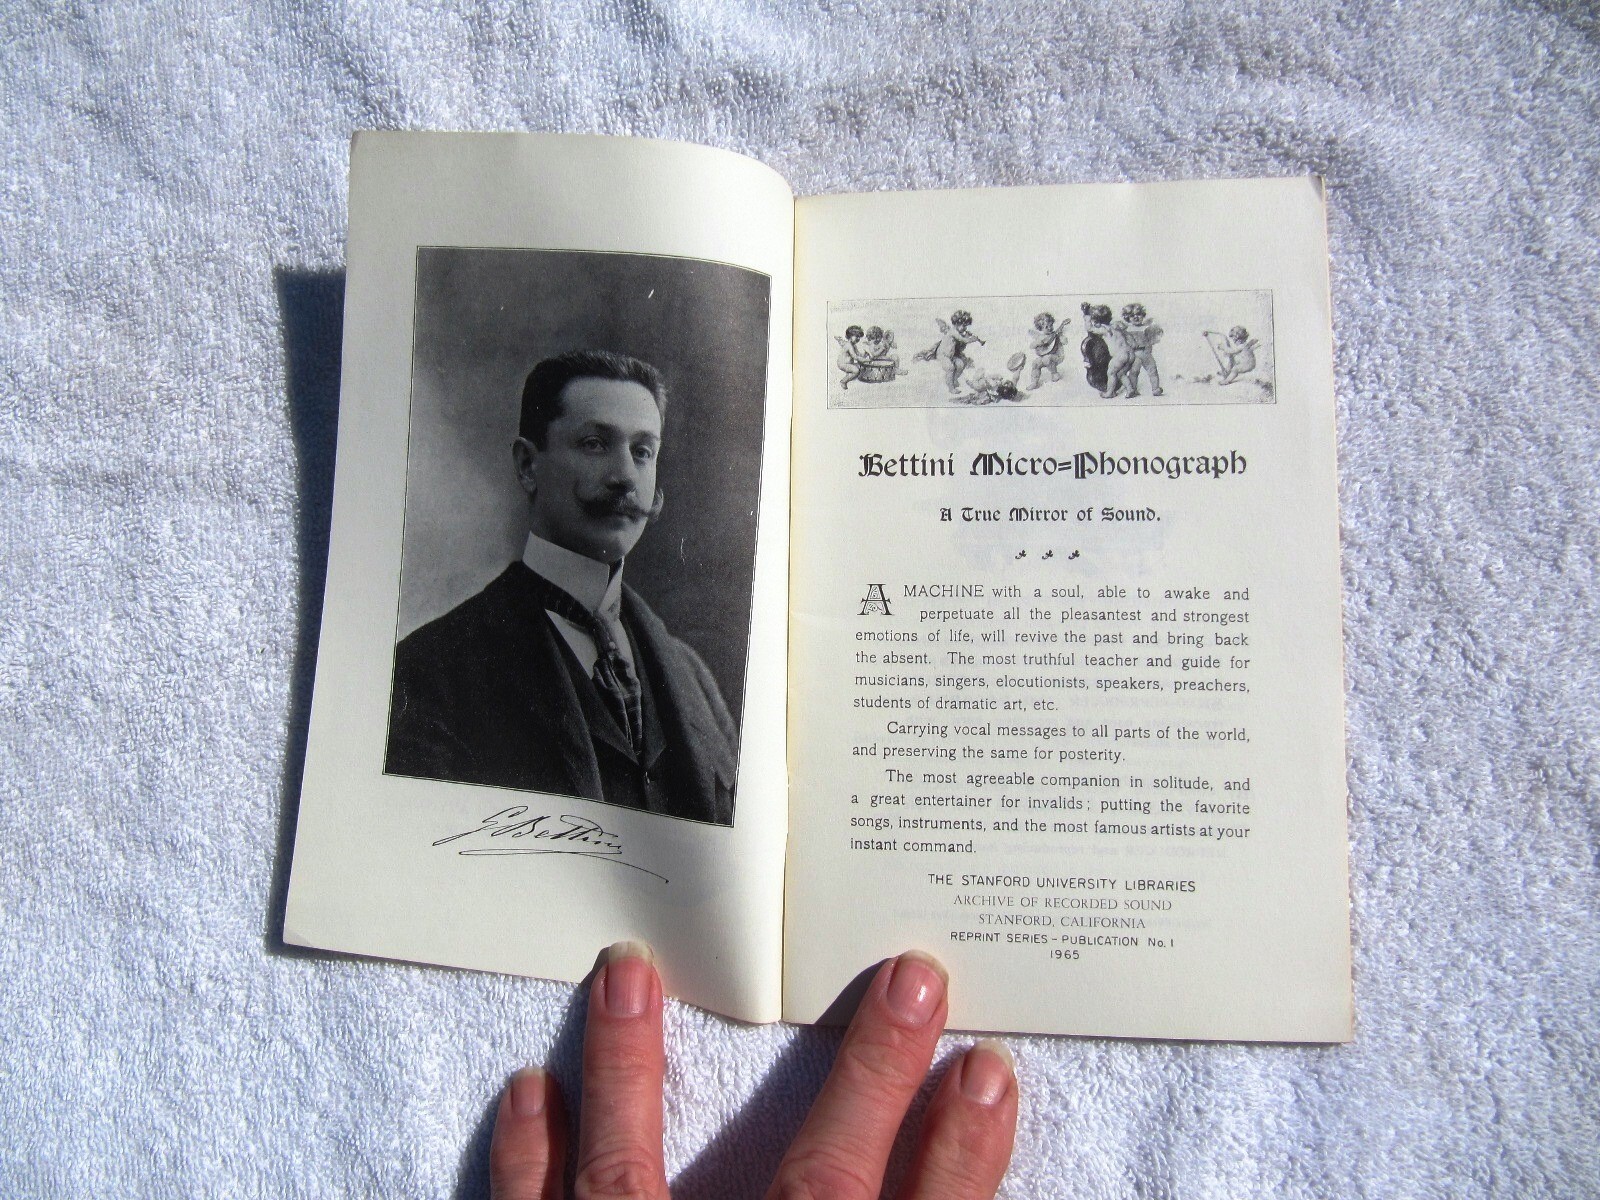 G Bettini
Bettini Micro=Phonograph
A True Mirror of Sound.
A MACHINE with a soul, able to awake and
perpetuate all the pleasantest and strongest
emotions of life, will revive the past and bring back
the absent. The most truthful teacher and guide for
musicians, singers, elocutionists, speakers, preachers,
students of dramatic art, etc.
Carrying vocal messages to all parts of the world,
and preserving the same for posterity.
The most agreeable companion in solitude, and
a great entertainer for invalids; putting the favorite
songs, instruments, and the most famous artists at your
instant command.
THE STANFORD UNIVERSITY LIBRARIES
ARCHIVE OF RECORDED SOUND
STANFORD, CALIFORNIA
REPRINT SERIES – PUBLICATION No. 1
1965